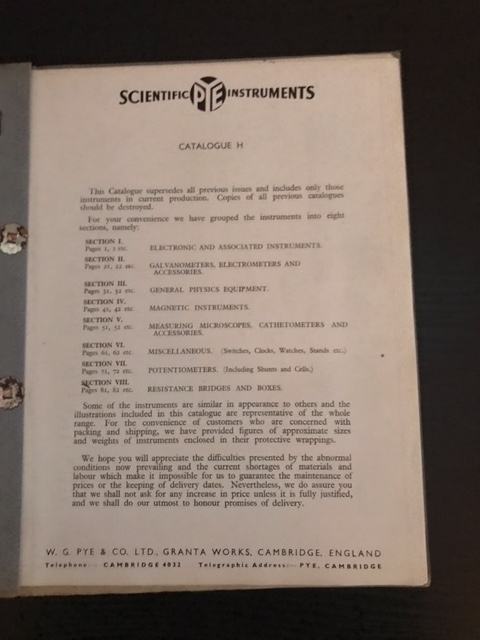 SCIENTIFIC PYE INSTRUMENTS
CATALOGUE H
This Catalogue supersedes all previous issues and includes only those
instruments in current production. Copies of all previous catalogues
should be destroyed.
For your convenience we have grouped the instruments into eight
sections, namely:
SECTION I.
Pages 1, 2 etc. ELECTRONIC AND ASSOCIATED INSTRUMENTS.
SECTION II.
Pages 21, 22 etc. GALVANOMETERS, ELECTROMETERS AND
ACCESSORIES.
SECTION III.
Pages 31, 32 etc. GENERAL PHYSICS EQUIPMENT.
SECTION IV.
Pages 41, 42 etc. MAGNETIC INSTRUMENTS.
SECTION V.
Pages 51, 52 etc. MEASURING MICROSCOPES, CATHETOMETERS AND
ACCESSORIES.
SECTION VI.
Pages 61, 62 etc. MISCELLANEOUS. (Switches, Clocks, Watches, Stands etc.)
SECTION VII.
Pages 71, 72 etc. POTENTIOMETERS. (Including Shunts and Cells.)
SECTION VIII.
Pages 81, 82 etc. RESISTANCE BRIDGES AND BOXES.
Some of the instruments are similar in appearance to others and the
illustrations included in this catalogue are representative of the whole
range. For the convenience of customers who are concerned with
packing and shipping, we have provided figures of approximate sizes
and weights of instruments enclosed in their protective wrappings.
We hope you will appreciate the difficulties presented by the abnormal
conditions now prevailing and the current shortages of materials and
labour which make it impossible for us to guarantee the maintenance of
prices or the keeping of delivery dates. Nevertheless, we do assure you
that we shall not ask for any increase in price unless it is fully justified,
and we shall do our utmost to honour promises of delivery.
W. G. PYE & CO. LTD., GRANTA WORKS, CAMBRIDGE, ENGLAND
Telephone:— CAMBRIDGE 4032 Telegraphic Address:— PYE, CAMBRIDGE